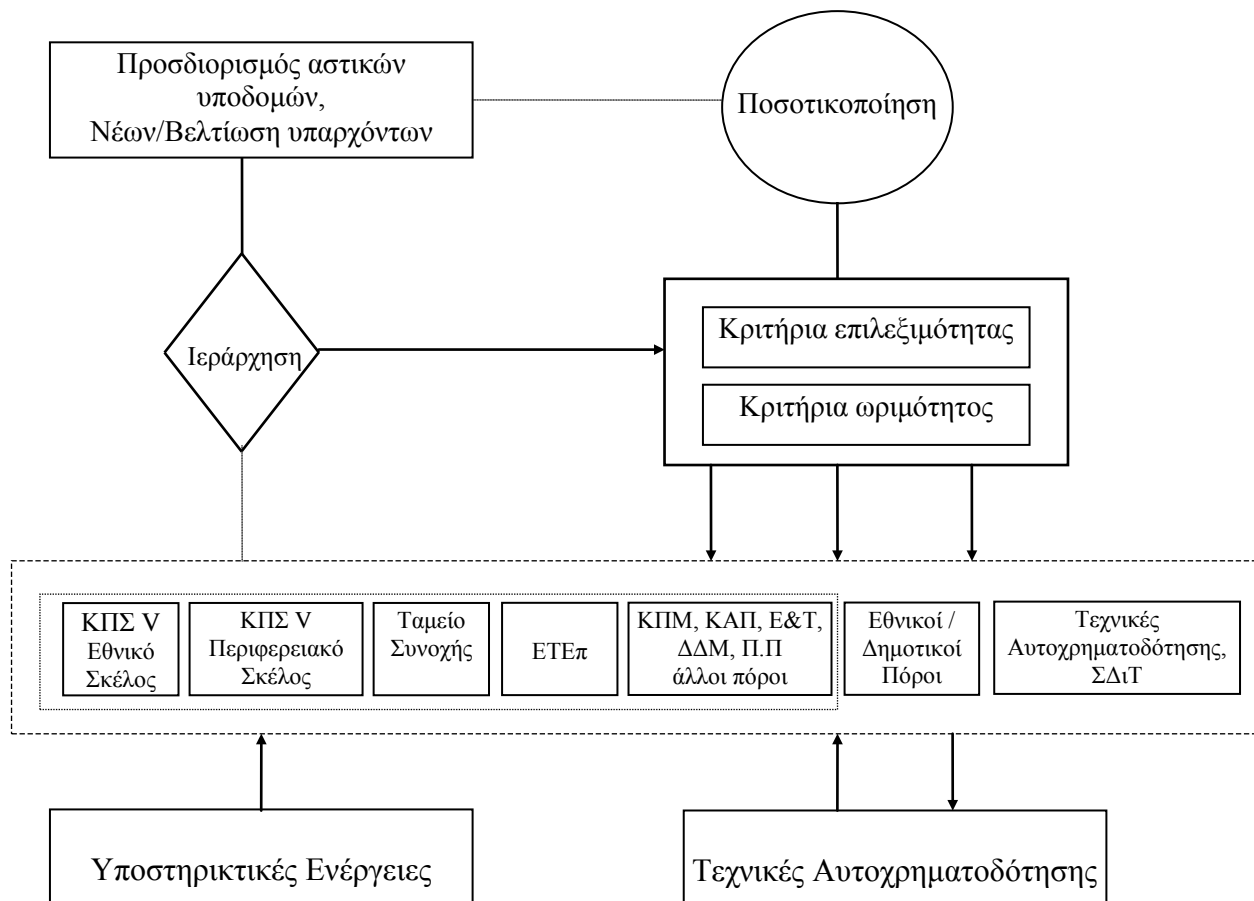 Προσδιορισμός αστικών
υποδομών,
Νέων/Βελτίωση υπαρχόντων
Ποσοτικοποίηση
Ιεράρχηση
Κριτήρια επιλεξιμότητας
Κριτήρια ωριμότητος
ΚΠΣ V
Εθνικό
Σκέλος
ΚΠΣ V
Περιφερειακό
Σκέλος
Ταμείο
Συνοχής
ΕΤΕπ
ΚΠΜ, ΚΑΠ, Ε&Τ,
ΔΔΜ, Π.Π
άλλοι πόροι
Εθνικοί /
Δημοτικοί
Πόροι
Τεχνικές
Αυτοχρηματοδότησης,
ΣΔιΤ
Υποστηρικτικές Ενέργειες
Τεχνικές Αυτοχρηματοδότησης